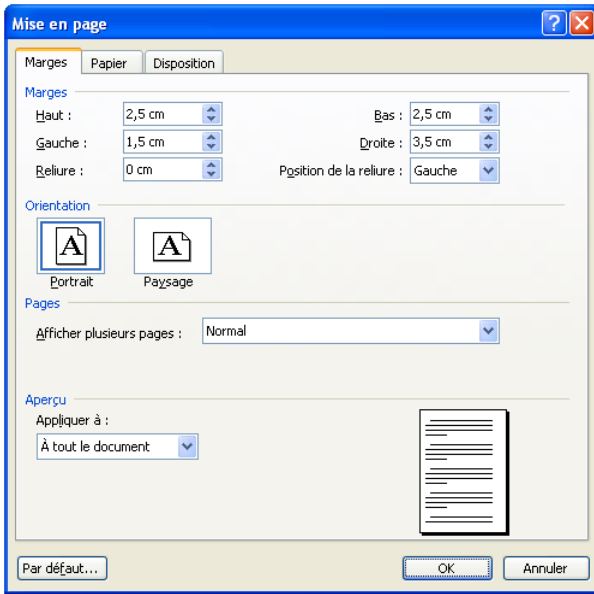 Mise en page
Marges Papier Disposition
Marges
Haut : 2,5 cm Bas : 2,5 cm
Gauche : 1,5 cm Droite : 3,5 cm
Reliure : 0 cm Position de la reliure : Gauche
Orientation
A A
Portrait Paysage
Pages
Afficher plusieurs pages : Normal
Aperçu
Appliquer à :
À tout le document
Par défaut... OK Annuler